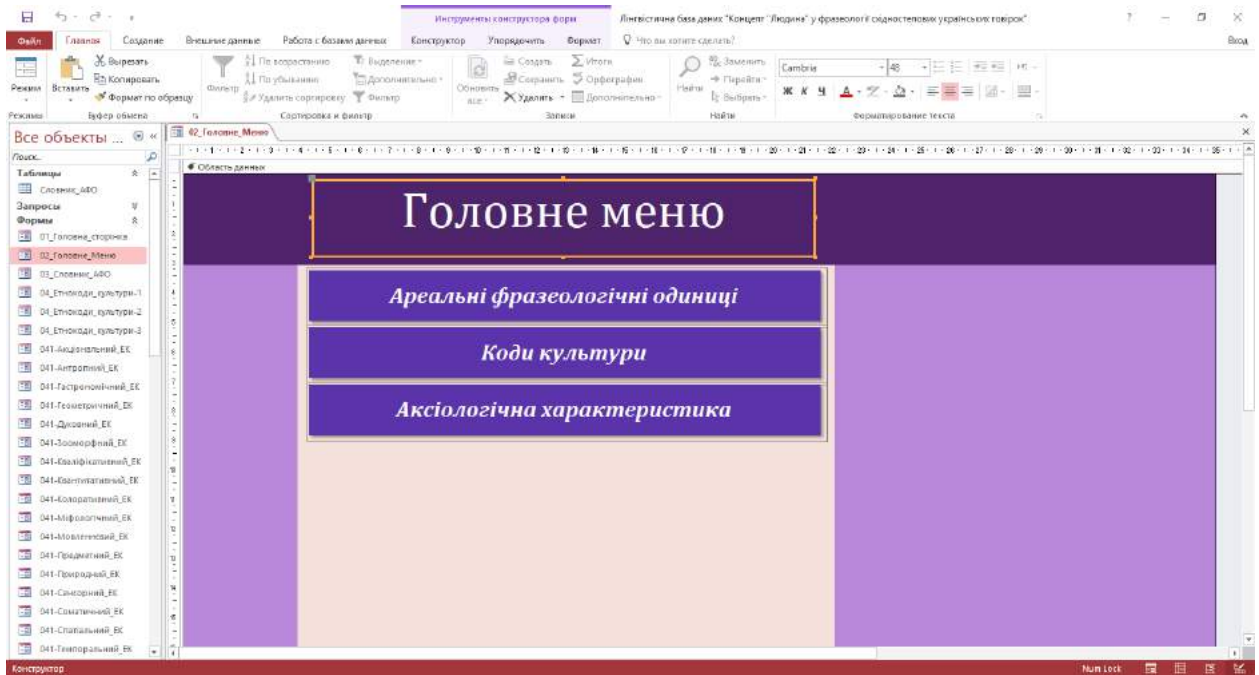 Инструменты конструктора форм
Лінгвістична база даних "Концепт "Людина" у фразеології східностепових українських говірок"
?
Файл Главная Создание Внешние данные Работа с базами данных Конструктор Упорядочить Формат Что вы хотите сделать? Вход
Режим
Вставить
Вырезать
Копировать
Формат по образцу
Фильтр
По возрастанию
По убыванию
Удалить сортировку
Выделение
Дополнительно
Фильтр
Обновить все
Создать
Сохранить
Удалить
Итоги
Орфография
Дополнительно
Найти
Заменить
Перейти
Выбрать
Cambria 48
Ж К Ч
Режимы Буфер обмена Сортировка и фильтр Записи Найти Форматирование текста
Все объекты ...
Поиск...
Таблицы
Словник_АФО
Запросы
Формы
01_Головна_сторінка
02_Головне_Меню
03_Словник_АФО
04_Етнокоди_культури-1
04_Етнокоди_культури-2
04_Етнокоди_культури-3
041-Акціональний_ЕК
041-Антропний_ЕК
041-Гастрономічний_ЕК
041-Геометричний_ЕК
041-Духовний_ЕК
041-Зооморфний_ЕК
041-Кваліфікативний_ЕК
041-Квантитативний_ЕК
041-Колоративний_ЕК
041-Міфологічний_ЕК
041-Мовленнєвий_ЕК
041-Предметний_ЕК
041-Природний_ЕК
041-Сенсорний_ЕК
041-Соматичний_ЕК
041-Спатіальний_ЕК
041-Темпоральний_ЕК
02_Головне_Меню
Область данных
Головне меню
Ареальні фразеологічні одиниці
Коди культури
Аксіологічна характеристика
Конструктор
Num Lock